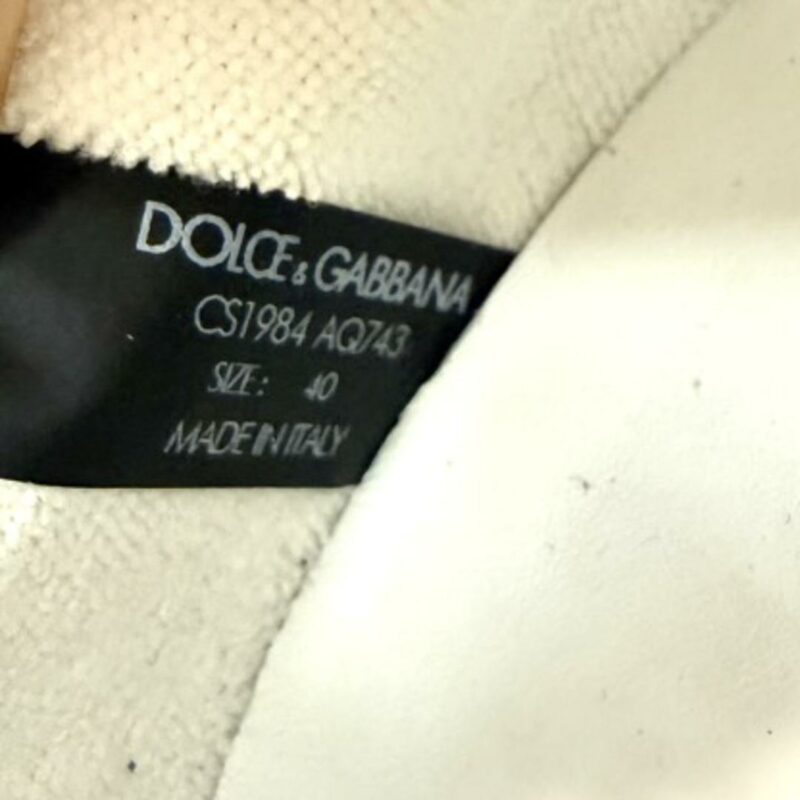 DOLCE & GABBANA
CS1984 AQ743
SIZE: 40
MADE IN ITALY